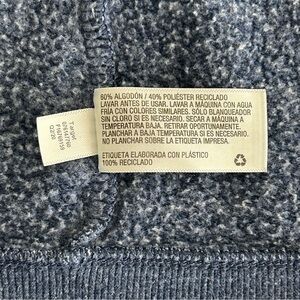 60% ALGODÓN / 40% POLIÉSTER RECICLADO
LAVAR ANTES DE USAR. LAVAR A MÁQUINA CON AGUA
FRÍA CON COLORES SIMILARES. SÓLO BLANQUEADOR
SIN CLORO SI ES NECESARIO. SECAR A MÁQUINA A
TEMPERATURA BAJA. RETIRAR OPORTUNAMENTE.
PLANCHAR A BAJA TEMPERATURA SI ES NECESARIO.
NO PLANCHAR LA IMPRESA.
ETIQUETA ELABORADA CON PLÁSTICO
100% RECICLADO
Target